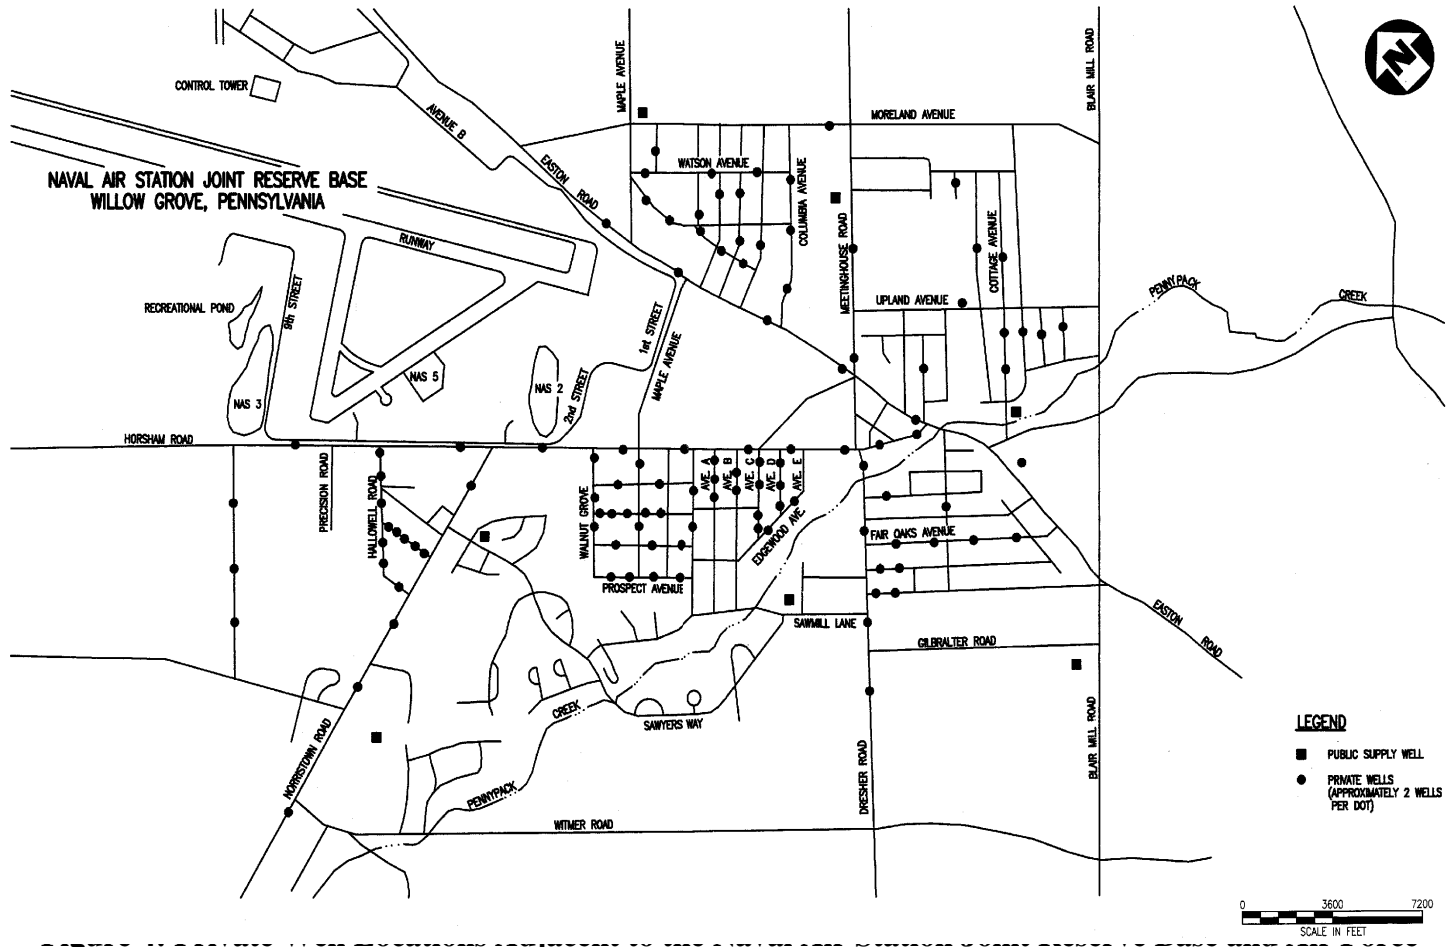 N
CONTROL TOWER
AVENUE B
MAPLE AVENUE
BLAIR MILL ROAD
MORELAND AVENUE
EASTON ROAD
WATSON AVENUE
COLUMBIA AVENUE
NAVAL AIR STATION JOINT RESERVE BASE
WILLOW GROVE, PENNSYLVANIA
MEETINGHOUSE ROAD
COTTAGE AVENUE
RUNWAY
9th STREET
RECREATIONAL POND
UPLAND AVENUE
PENNYPACK
CREEK
1st STREET
MAPLE AVENUE
NAS 5
NAS 2
NAS 3
2nd STREET
HORSHAM ROAD
PRECISION ROAD
HALLOWELL ROAD
WALNUT GROVE
AVE. A
AVE. B
AVE. C
AVE. D
AVE. E
EDGEWOOD AVE.
FAIR OAKS AVENUE
PROSPECT AVENUE
SAWMILL LANE
GILBRALTER ROAD
EASTON ROAD
CREEK
SAWYERS WAY
NORRISTOWN ROAD
PENNYPACK
DRESHER ROAD
BLAIR MILL ROAD
WITMER ROAD
LEGEND
PUBLIC SUPPLY WELL
PRIVATE WELLS
(APPROXIMATELY 2 WELLS
PER DOT)
0 3600 7200
SCALE IN FEET